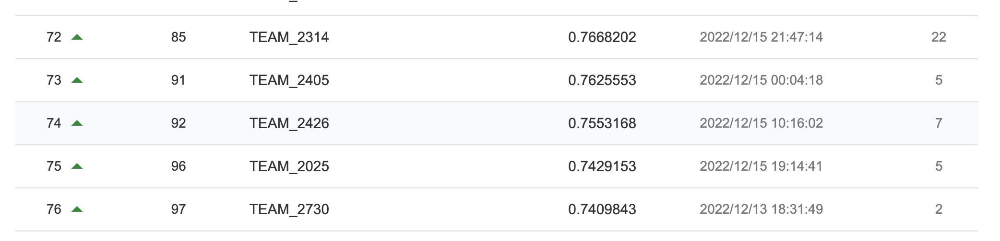 72 85 TEAM_2314 0.7668202 2022/12/15 21:47:14 22
73 91 TEAM_2405 0.7625553 2022/12/15 00:04:18 5
74 92 TEAM_2426 0.7553168 2022/12/15 10:16:02 7
75 96 TEAM_2025 0.7429153 2022/12/15 19:14:41 5
76 97 TEAM_2730 0.7409843 2022/12/13 18:31:49 2